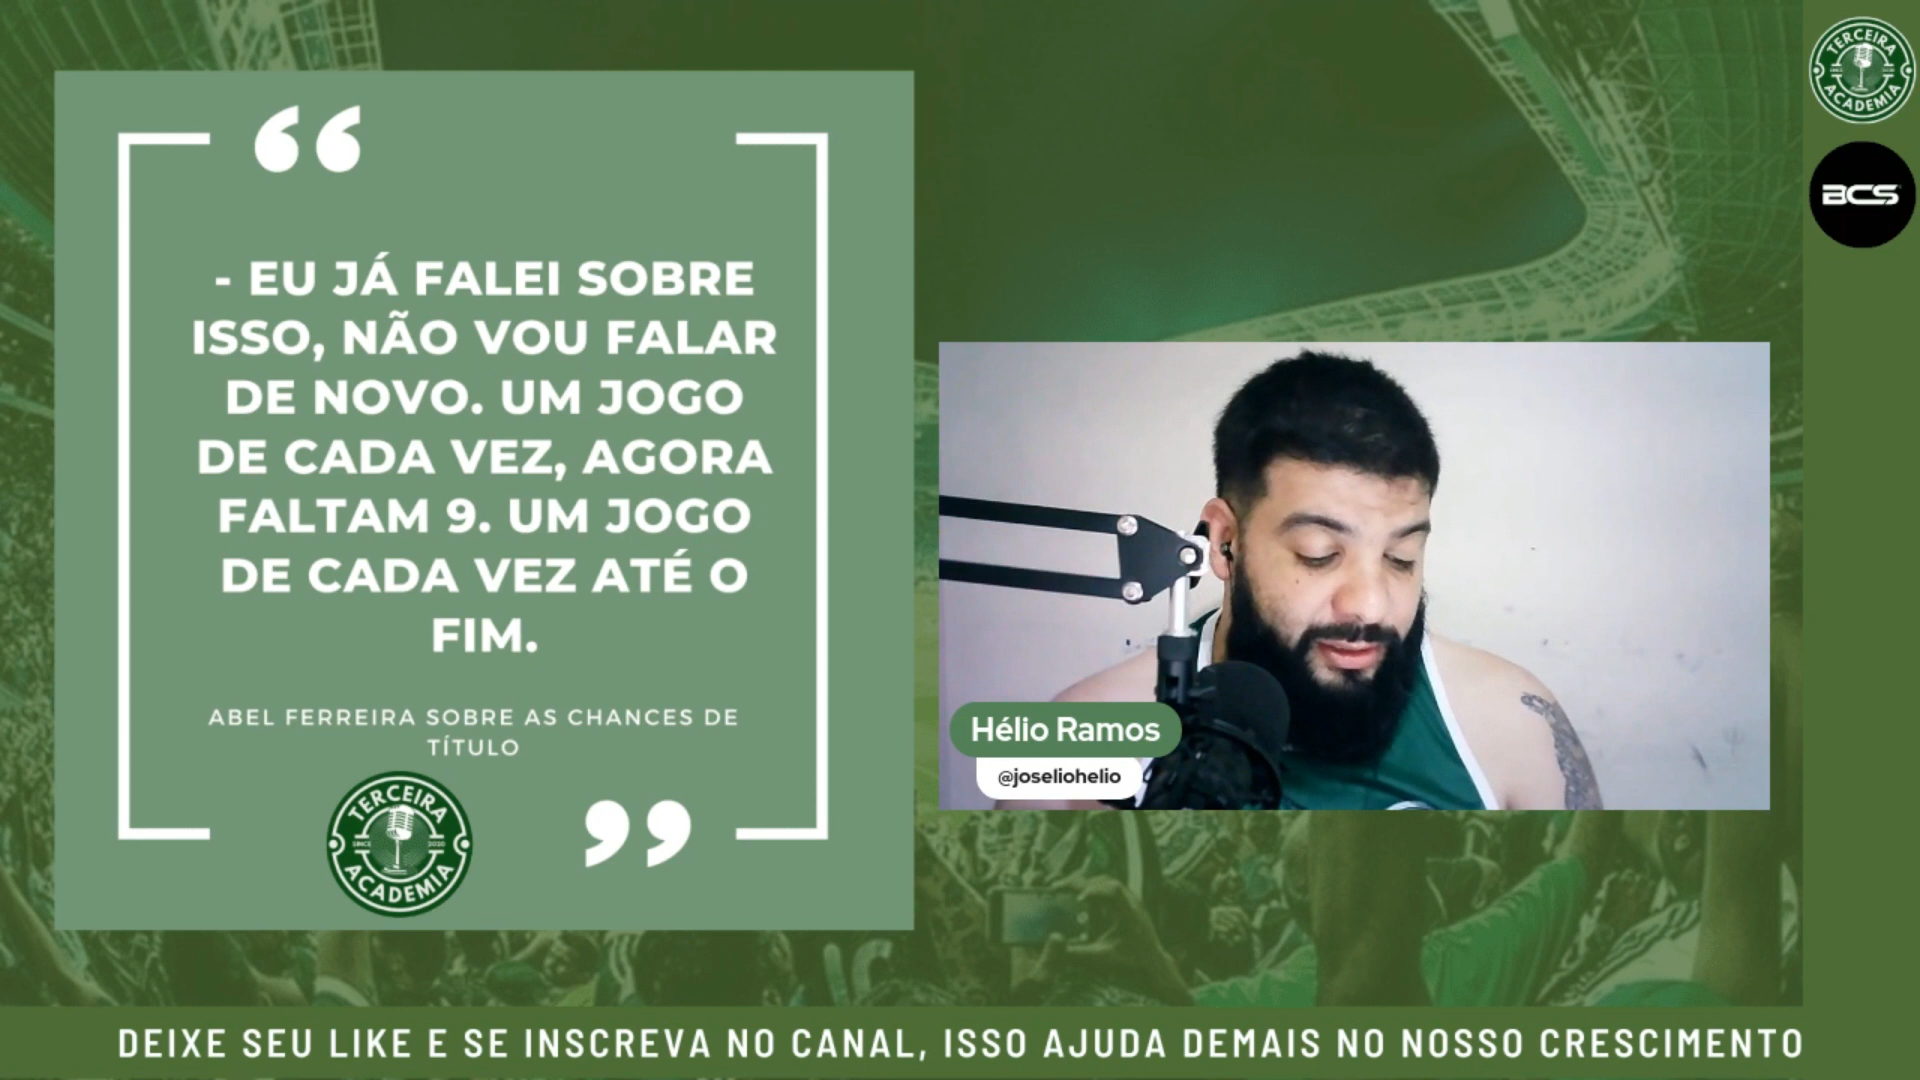 - EU JÁ FALEI SOBRE
ISSO, NÃO VOU FALAR
DE NOVO. UM JOGO
DE CADA VEZ, AGORA
FALTAM 9. UM JOGO
DE CADA VEZ ATÉ O
FIM.
ABEL FERREIRA SOBRE AS CHANCES DE
TÍTULO
TERCEIRA
SINCE 2020
ACADEMIA
Hélio Ramos
@joseliohelio
TERCEIRA
ACADEMIA
BCS
DEIXE SEU LIKE E SE INSCREVA NO CANAL, ISSO AJUDA DEMAIS NO NOSSO CRESCIMENTO